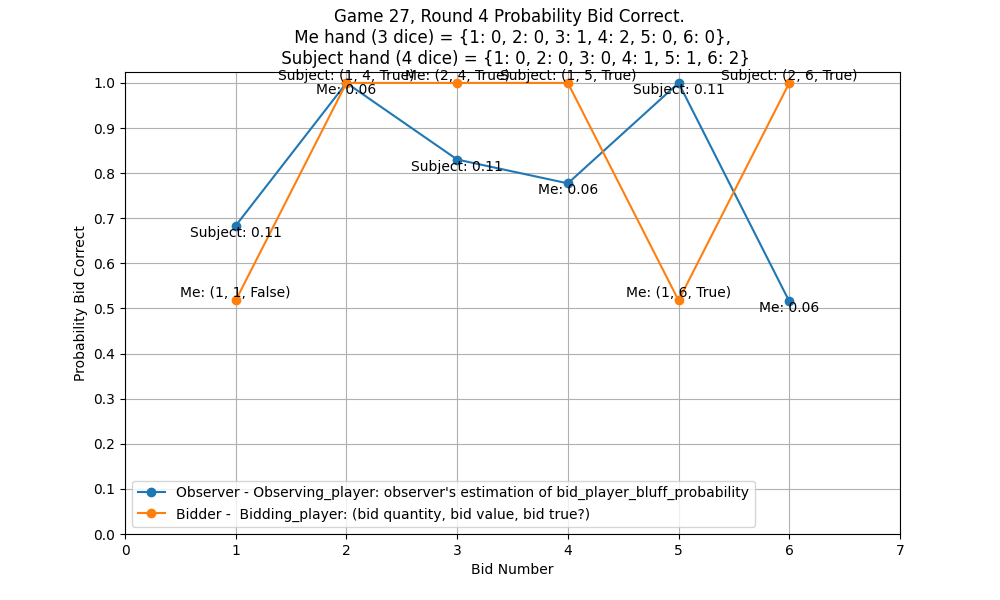 Game 27, Round 4 Probability Bid Correct.
Me hand (3 dice) = {1: 0, 2: 0, 3: 1, 4: 2, 5: 0, 6: 0},
Subject hand (4 dice) = {1: 0, 2: 0, 3: 0, 4: 1, 5: 1, 6: 2}
Subject: (1, 4, True)
Me: (2, 4, True)
Subject: (1, 5, True)
Subject: (2, 6, True)
Me: 0.06
Subject: 0.11
Subject: 0.11
Me: 0.06
Subject: 0.11
Me: (1, 1, False)
Me: (1, 6, True)
Me: 0.06
1.0
0.9
0.8
0.7
0.6
0.5
0.4
0.3
0.2
0.1
0.0
Probability Bid Correct
Observer - Observing_player: observer's estimation of bid_player_bluff_probability
Bidder -  Bidding_player: (bid quantity, bid value, bid true?)
0 1 2 3 4 5 6 7
Bid Number